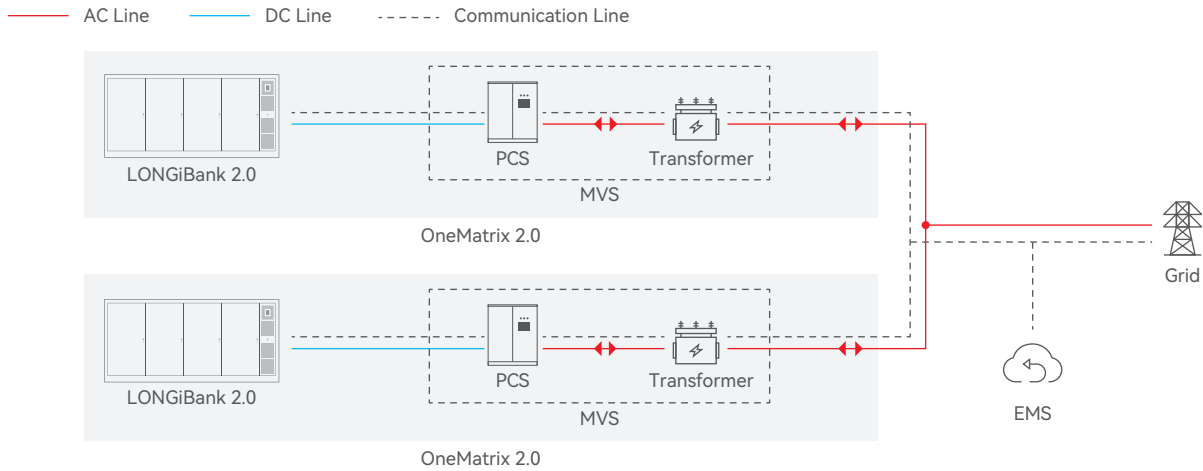 AC Line
DC Line
Communication Line
PCS
Transformer
LONGiBank 2.0
MVS
OneMatrix 2.0
Grid
PCS
Transformer
LONGiBank 2.0
MVS
EMS
OneMatrix 2.0